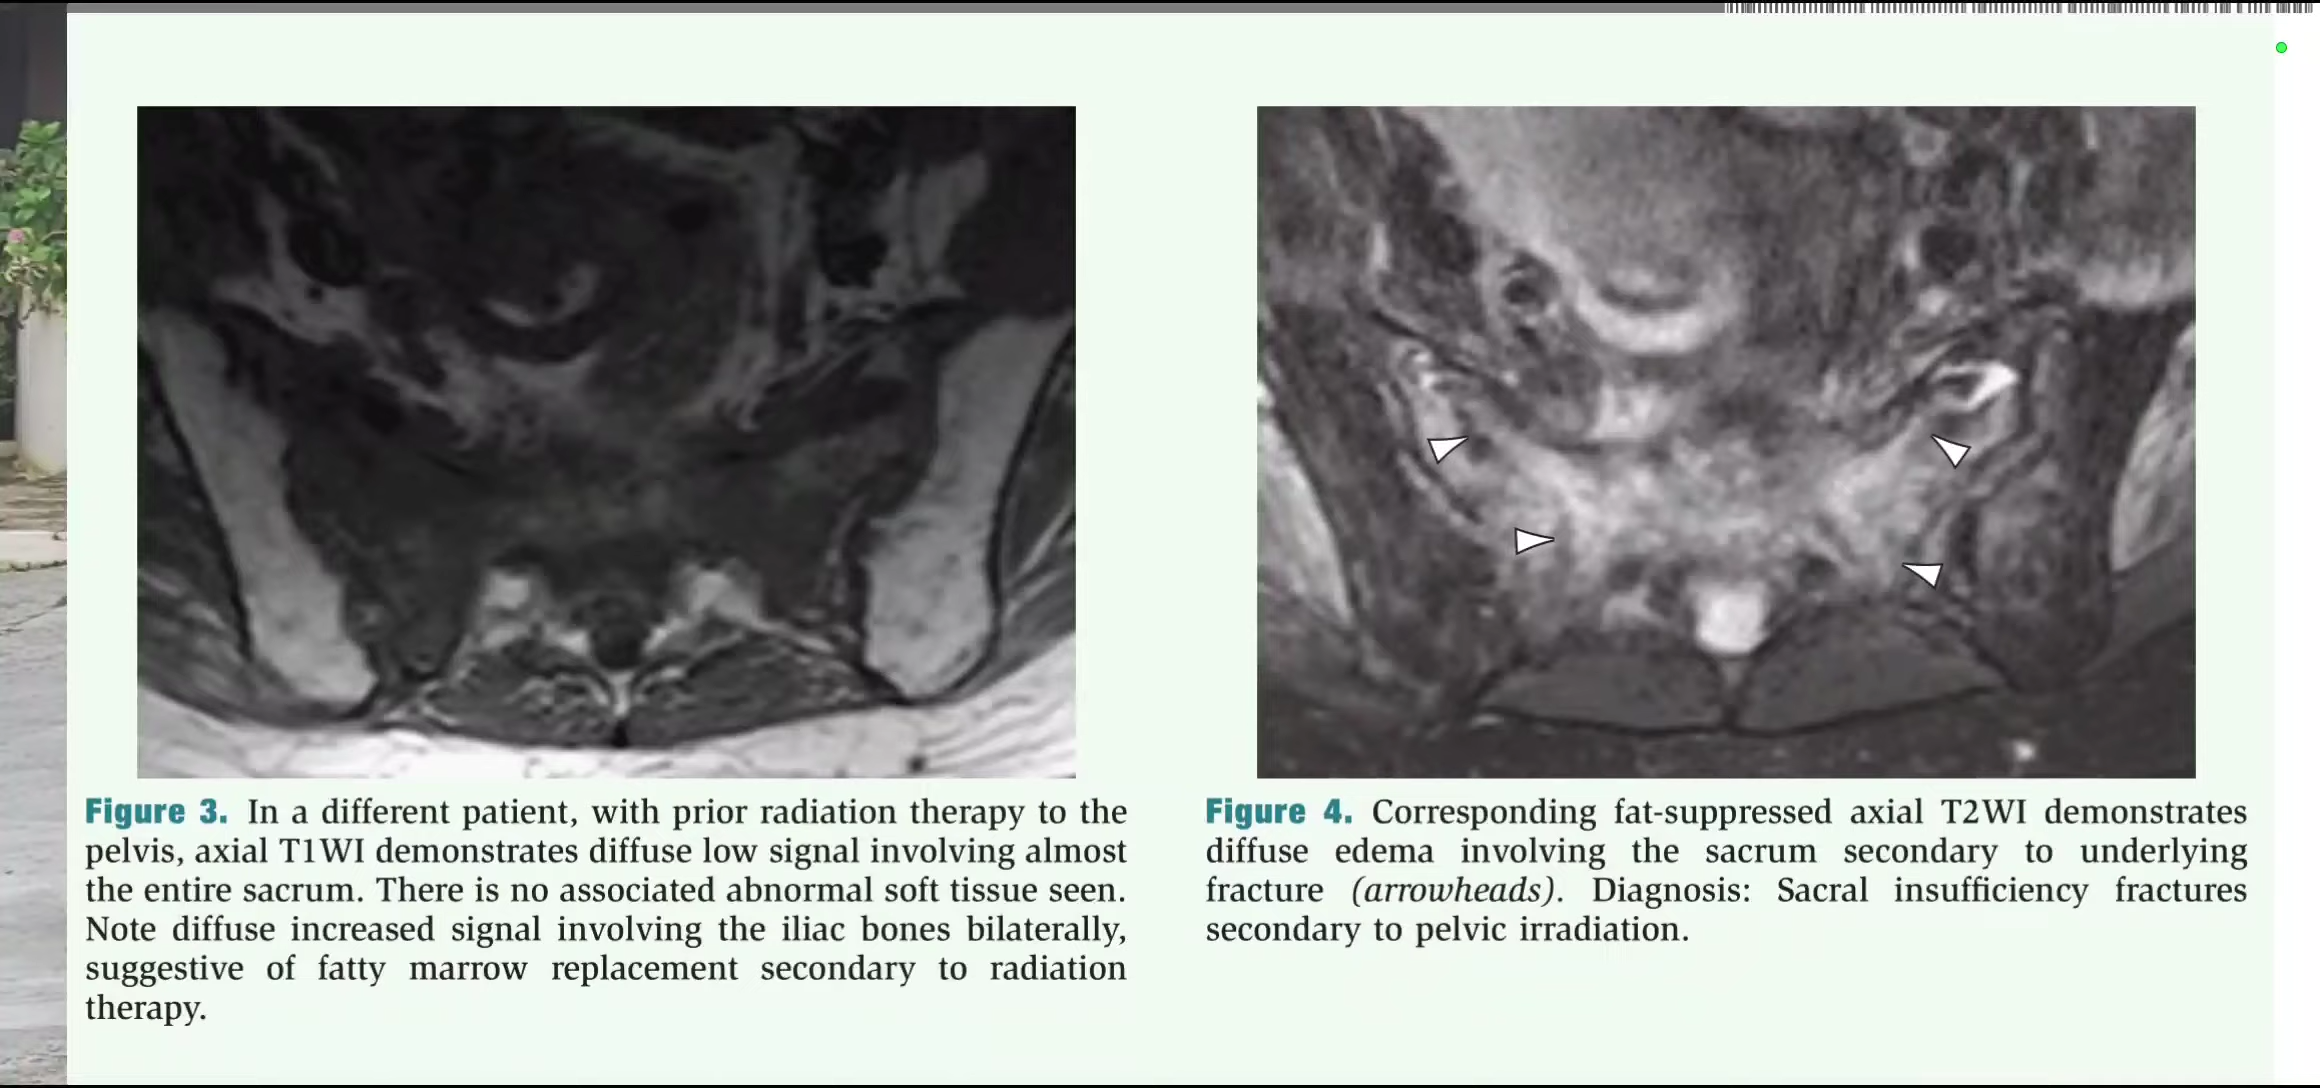 Figure 3. In a different patient, with prior radiation therapy to the
pelvis, axial T1WI demonstrates diffuse low signal involving almost
the entire sacrum. There is no associated abnormal soft tissue seen.
Note diffuse increased signal involving the iliac bones bilaterally,
suggestive of fatty marrow replacement secondary to radiation
therapy.
Figure 4. Corresponding fat-suppressed axial T2WI demonstrates
diffuse edema involving the sacrum secondary to underlying
fracture (arrowheads). Diagnosis: Sacral insufficiency fractures
secondary to pelvic irradiation.